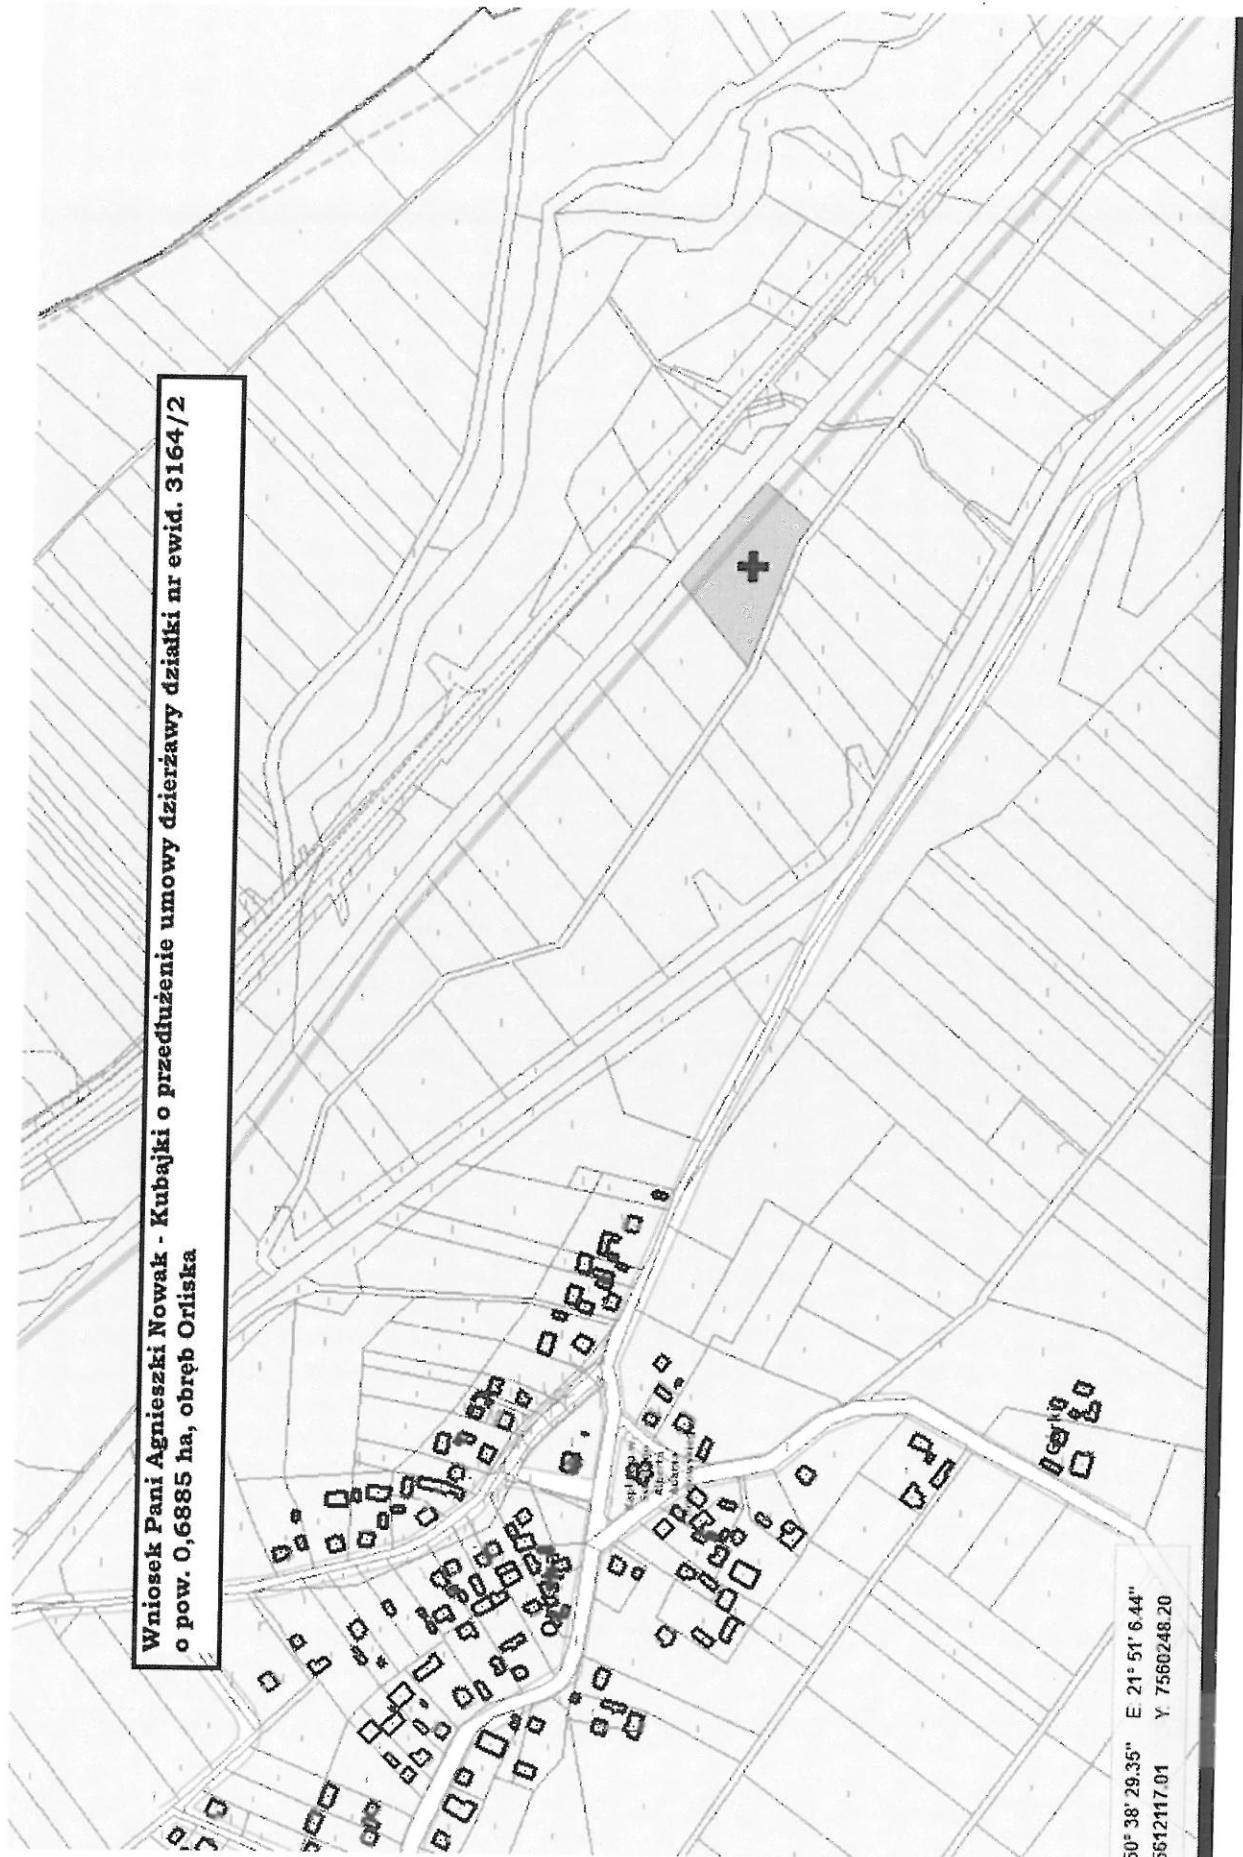 Wniosek Pani Agnieszki Nowak - Kubajki o przedłużenie umowy dzierżawy działki nr ewid. 3164/2
o pow. 0,6885 ha, obręb Orliska
50° 38' 29.35" E: 21° 51' 6.44"
5612117.01 Y: 7560248.20